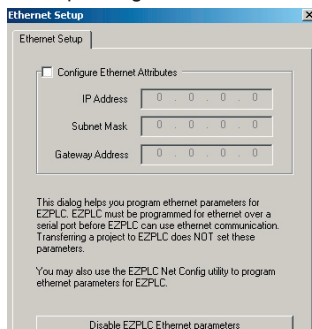 Ethernet Setup
Ethernet Setup
Configure Ethernet Attributes
IP Address 0 . 0 . 0 . 0
Subnet Mask 0 . 0 . 0 . 0
Gateway Address 0 . 0 . 0 . 0
This dialog helps you program ethernet parameters for
EZPLC. EZPLC must be programmed for ethernet over a
serial port before EZPLC can use ethernet communication.
Transferring a project to EZPLC does NOT set these
parameters.
You may also use the EZPLC Net Config utility to program
ethernet parameters for EZPLC.
Disable EZPLC Ethernet parameters